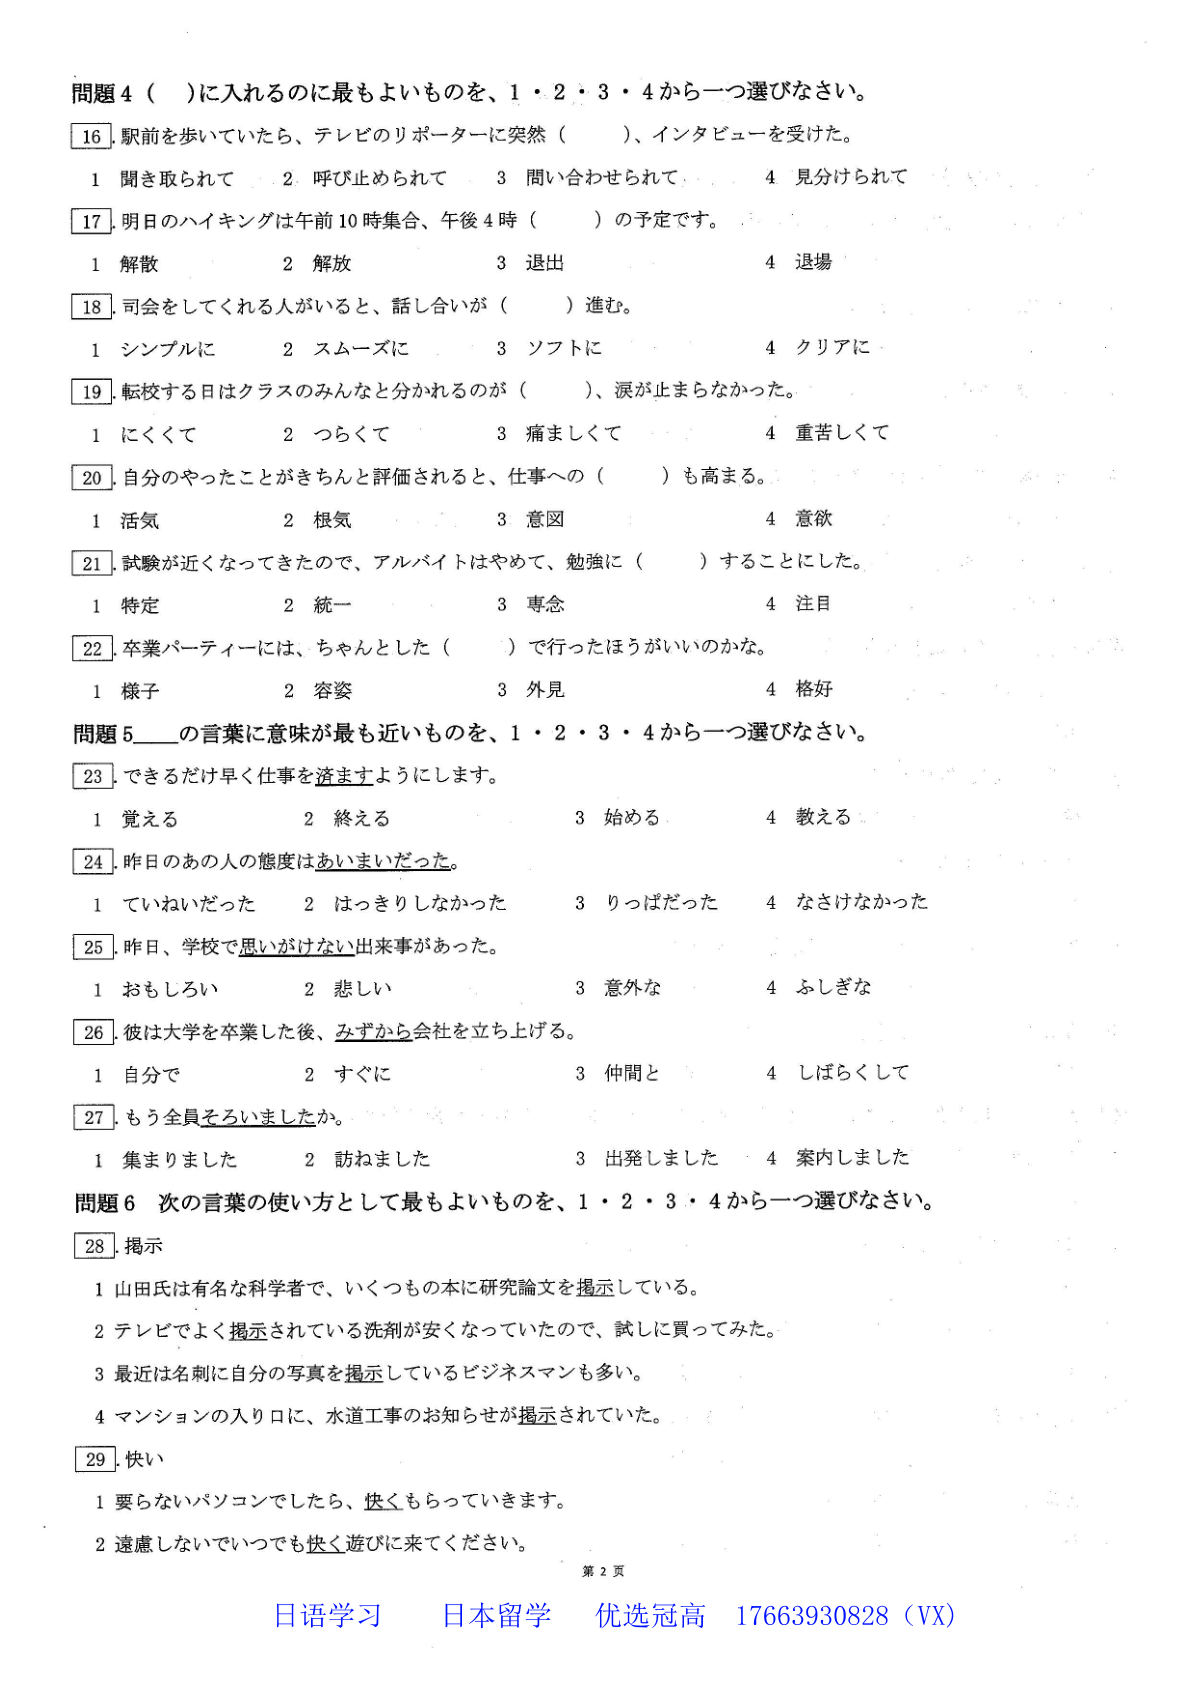 問題4（　）に入れるのに最もよいものを、1・2・3・4から一つ選びなさい。
16.駅前を歩いていたら、テレビのリポーターに突然（　　）、インタビューを受けた。
1 聞き取られて 2 呼び止められて 3 問い合わせられて 4 見分けられて
17.明日のハイキングは午前10時集合、午後4時（　　）の予定です。
1 解散 2 解放 3 退出 4 退場
18.司会をしてくれる人がいると、話し合いが（　　）進む。
1 シンプルに 2 スムーズに 3 ソフトに 4 クリアに
19.転校する日はクラスのみんなと分かれるのが（　　）、涙が止まらなかった。
1 にくくて 2 つらくて 3 痛ましくて 4 重苦しくて
20.自分のやったことがきちんと評価されると、仕事への（　　）も高まる。
1 活気 2 根気 3 意図 4 意欲
21.試験が近くなってきたので、アルバイトはやめて、勉強に（　　）することにした。
1 特定 2 統一 3 専念 4 注目
22.卒業パーティーには、ちゃんとした（　　）で行ったほうがいいのかな。
1 様子 2 容姿 3 外見 4 格好
問題5____の言葉に意味が最も近いものを、1・2・3・4から一つ選びなさい。
23.できるだけ早く仕事を済ますようにします。
1 覚える 2 終える 3 始める 4 教える
24.昨日のあの人の態度はあいまいだった。
1 ていねいだった 2 はっきりしなかった 3 りっぱだった 4 なさけなかった
25.昨日、学校で思いがけない出来事があった。
1 おもしろい 2 悲しい 3 意外な 4 ふしぎな
26.彼は大学を卒業した後、みずから会社を立ち上げる。
1 自分で 2 すぐに 3 仲間と 4 しばらくして
27.もう全員そろいましたか。
1 集まりました 2 訪ねました 3 出発しました 4 案内しました
問題6 次の言葉の使い方として最もよいものを、1・2・3・4から一つ選びなさい。
28.掲示
1 山田氏は有名な科学者で、いくつもの本に研究論文を掲示している。
2 テレビでよく掲示されている洗剤が安くなっていたので、試しに買ってみた。
3 最近は名刺に自分の写真を掲示しているビジネスマンも多い。
4 マンションの入り口に、水道工事のお知らせが掲示されていた。
29.快い
1 要らないパソコンでしたら、快くもらっていきます。
2 遠慮しないでいつでも快く遊びに来てください。
第 2 页
日语学习 日本留学 优选冠高 17663930828（VX)